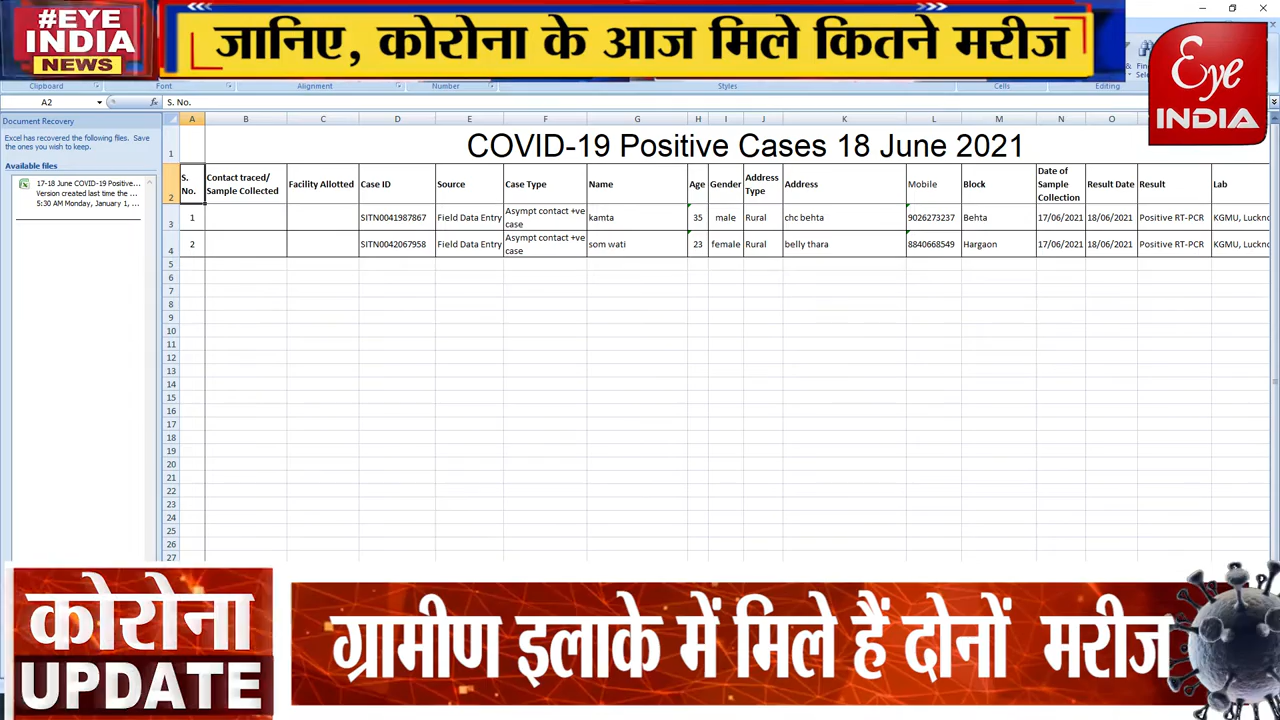 #EYE
INDIA
NEWS
जानिए, कोरोना के आज मिले कितने मरीज
Eye
INDIA
Clipboard Font Alignment Number Styles Cells Editing
A2 fx S. No.
Document Recovery
Excel has recovered the following files. Save
the ones you wish to keep.
Available files
17-18 June COVID-19 Positive...
Version created last time the ...
5:30 AM Monday, January 1, ...
A B C D E F G H I J K L M N O P Q
1 COVID-19 Positive Cases 18 June 2021
2 S. No. Contact traced/ Sample Collected Facility Allotted Case ID Source Case Type Name Age Gender Address Type Address Mobile Block Date of Sample Collection Result Date Result Lab
3 1 SITN0041987867 Field Data Entry Asympt contact +ve case kamta 35 male Rural chc behta 9026273237 Behta 17/06/2021 18/06/2021 Positive RT-PCR KGMU, Luckno
4 2 SITN0042067958 Field Data Entry Asympt contact +ve case som wati 23 female Rural belly thara 8840668549 Hargaon 17/06/2021 18/06/2021 Positive RT-PCR KGMU, Luckno
5
6
7
8
9
10
11
12
13
14
15
16
17
18
19
20
21
22
23
24
25
26
27
कोरोना
UPDATE
ग्रामीण इलाके में मिले हैं दोनों मरीज